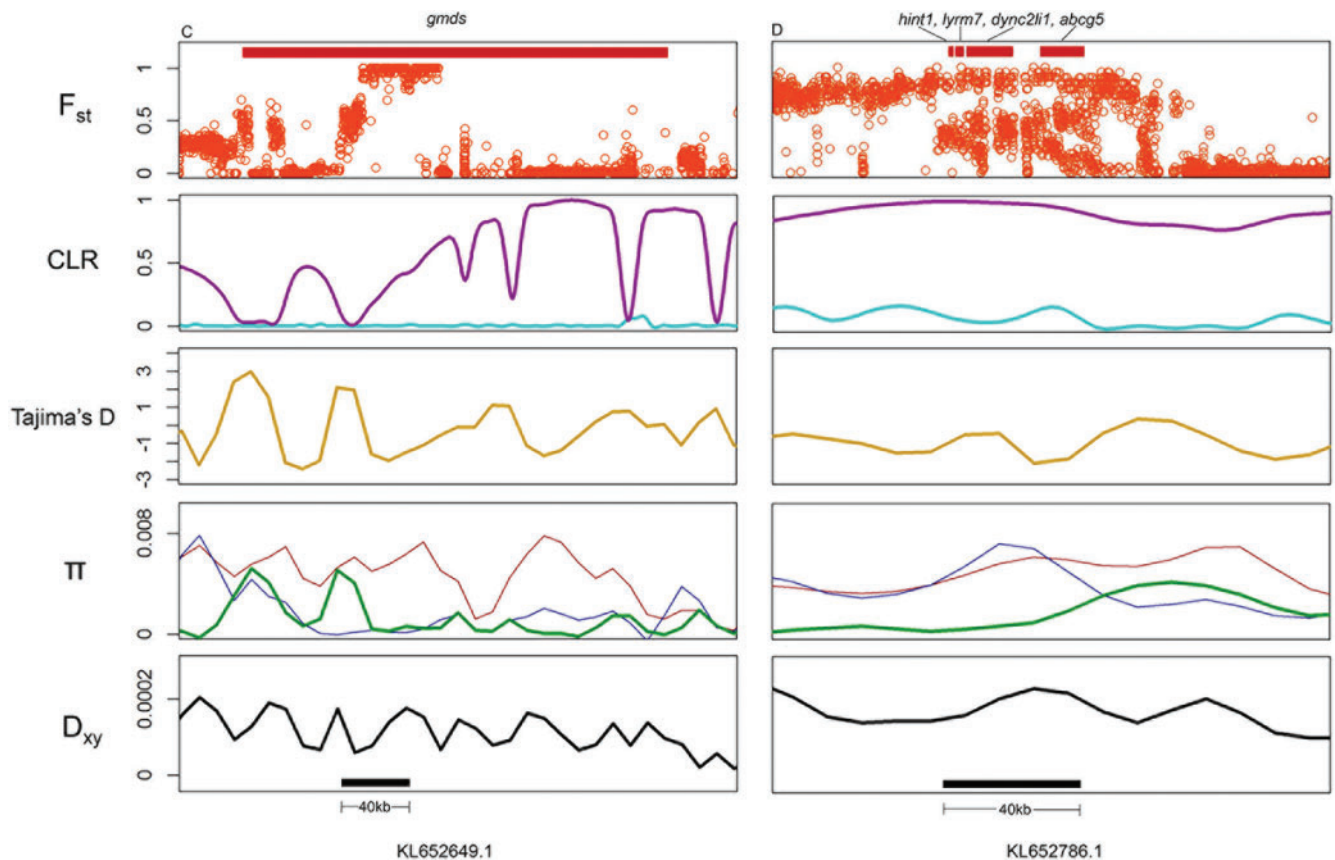 C
gmds
D
hint1, lyrm7, dync2li1, abcg5
Fst
1
0.5
0
CLR
1
0.5
0
Tajima's D
3
1
-1
-3
π
0.008
0
Dxy
0.00002
0
40kb
40kb
KL652649.1
KL652786.1